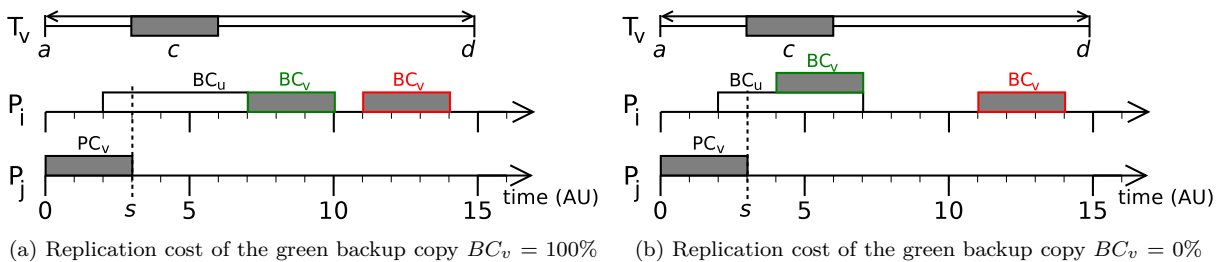 Tv
a c d
Pi BCu BCv BCv
Pj PCv
0 s 5 10 15 time (AU)
(a) Replication cost of the green backup copy BCv = 100%
Tv
a c d
Pi BCu BCv BCv
Pj PCv
0 s 5 10 15 time (AU)
(b) Replication cost of the green backup copy BCv = 0%